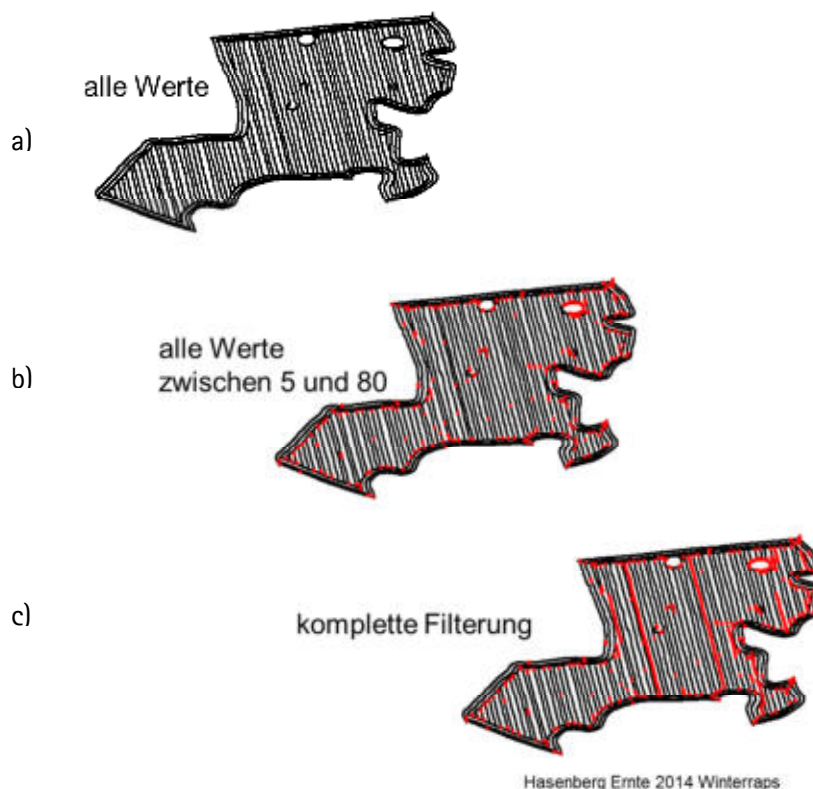 alle Werte
a)
alle Werte
zwischen 5 und 80
b)
c)
komplette Filterung
Hasenberg Ernte 2014 Winterraps